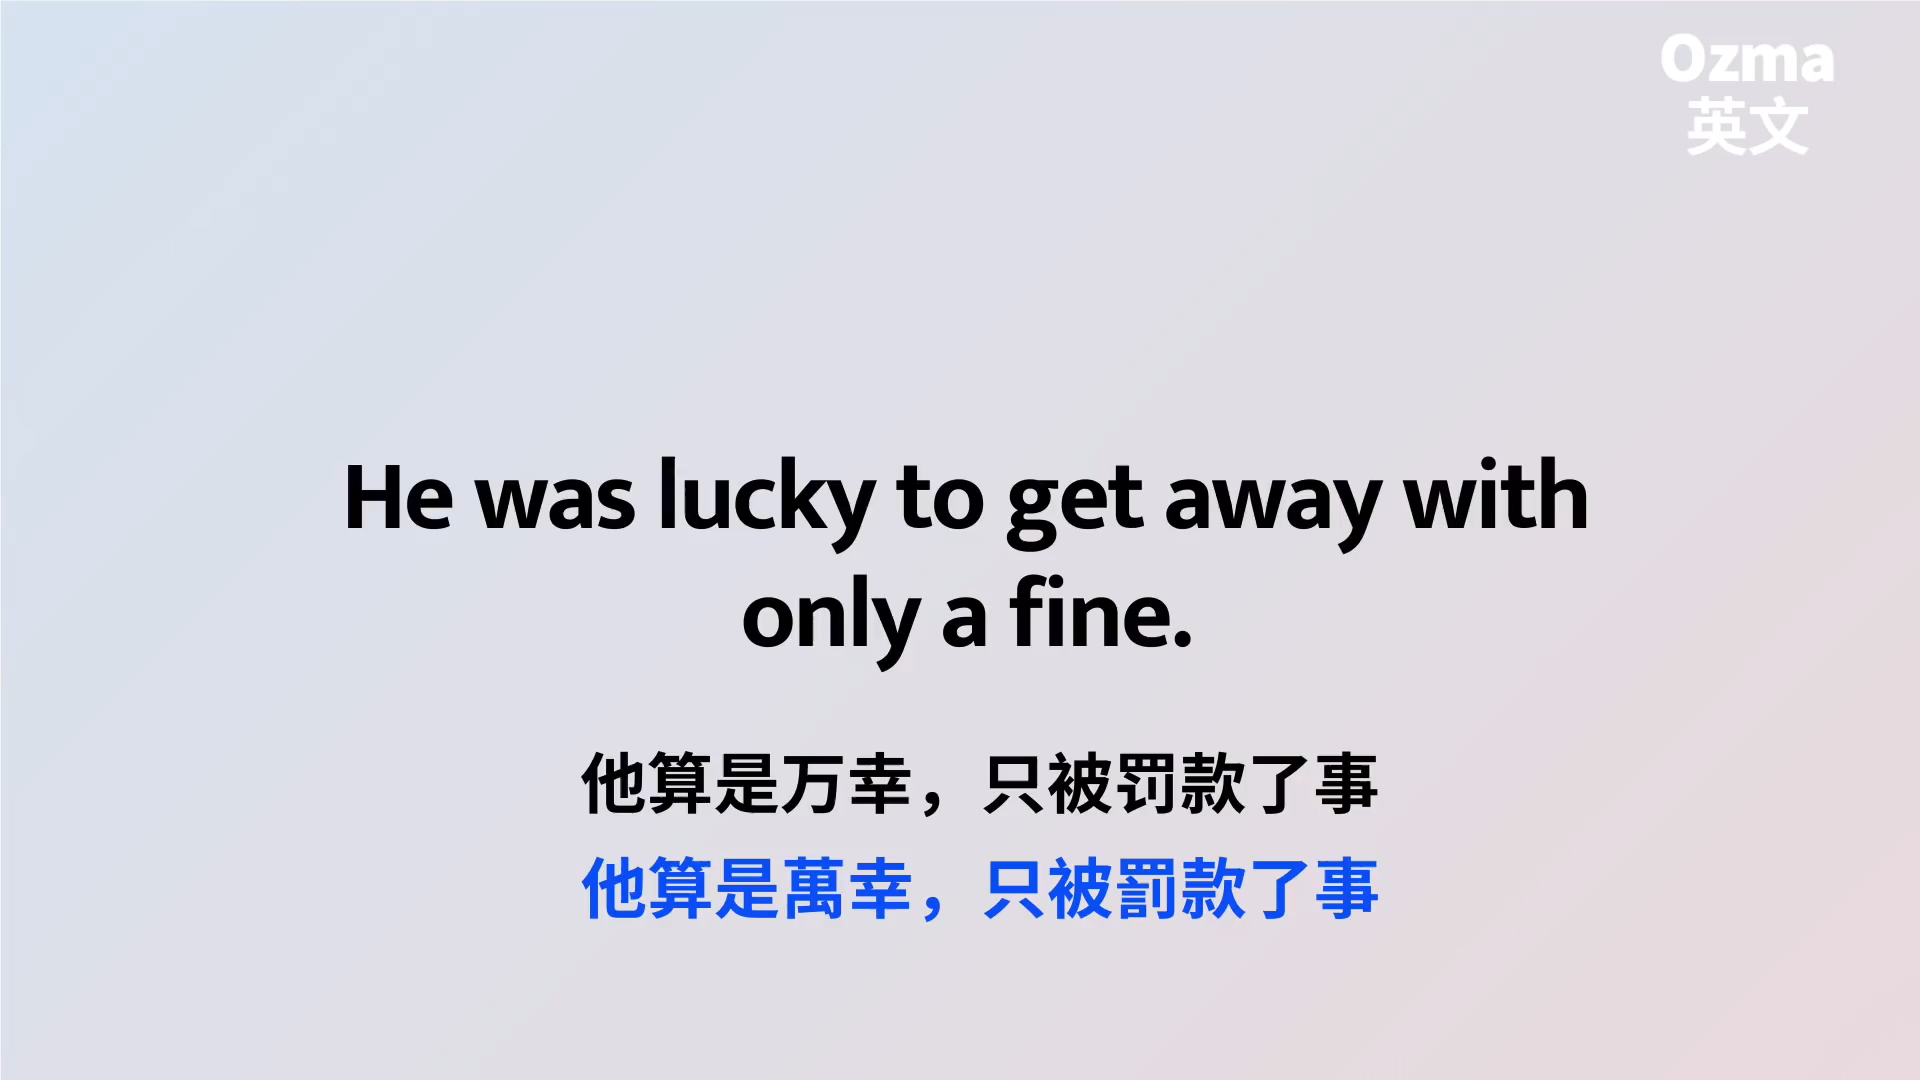 Ozma
英文
He was lucky to get away with
only a fine.
他算是万幸，只被罚款了事
他算是萬幸，只被罰款了事